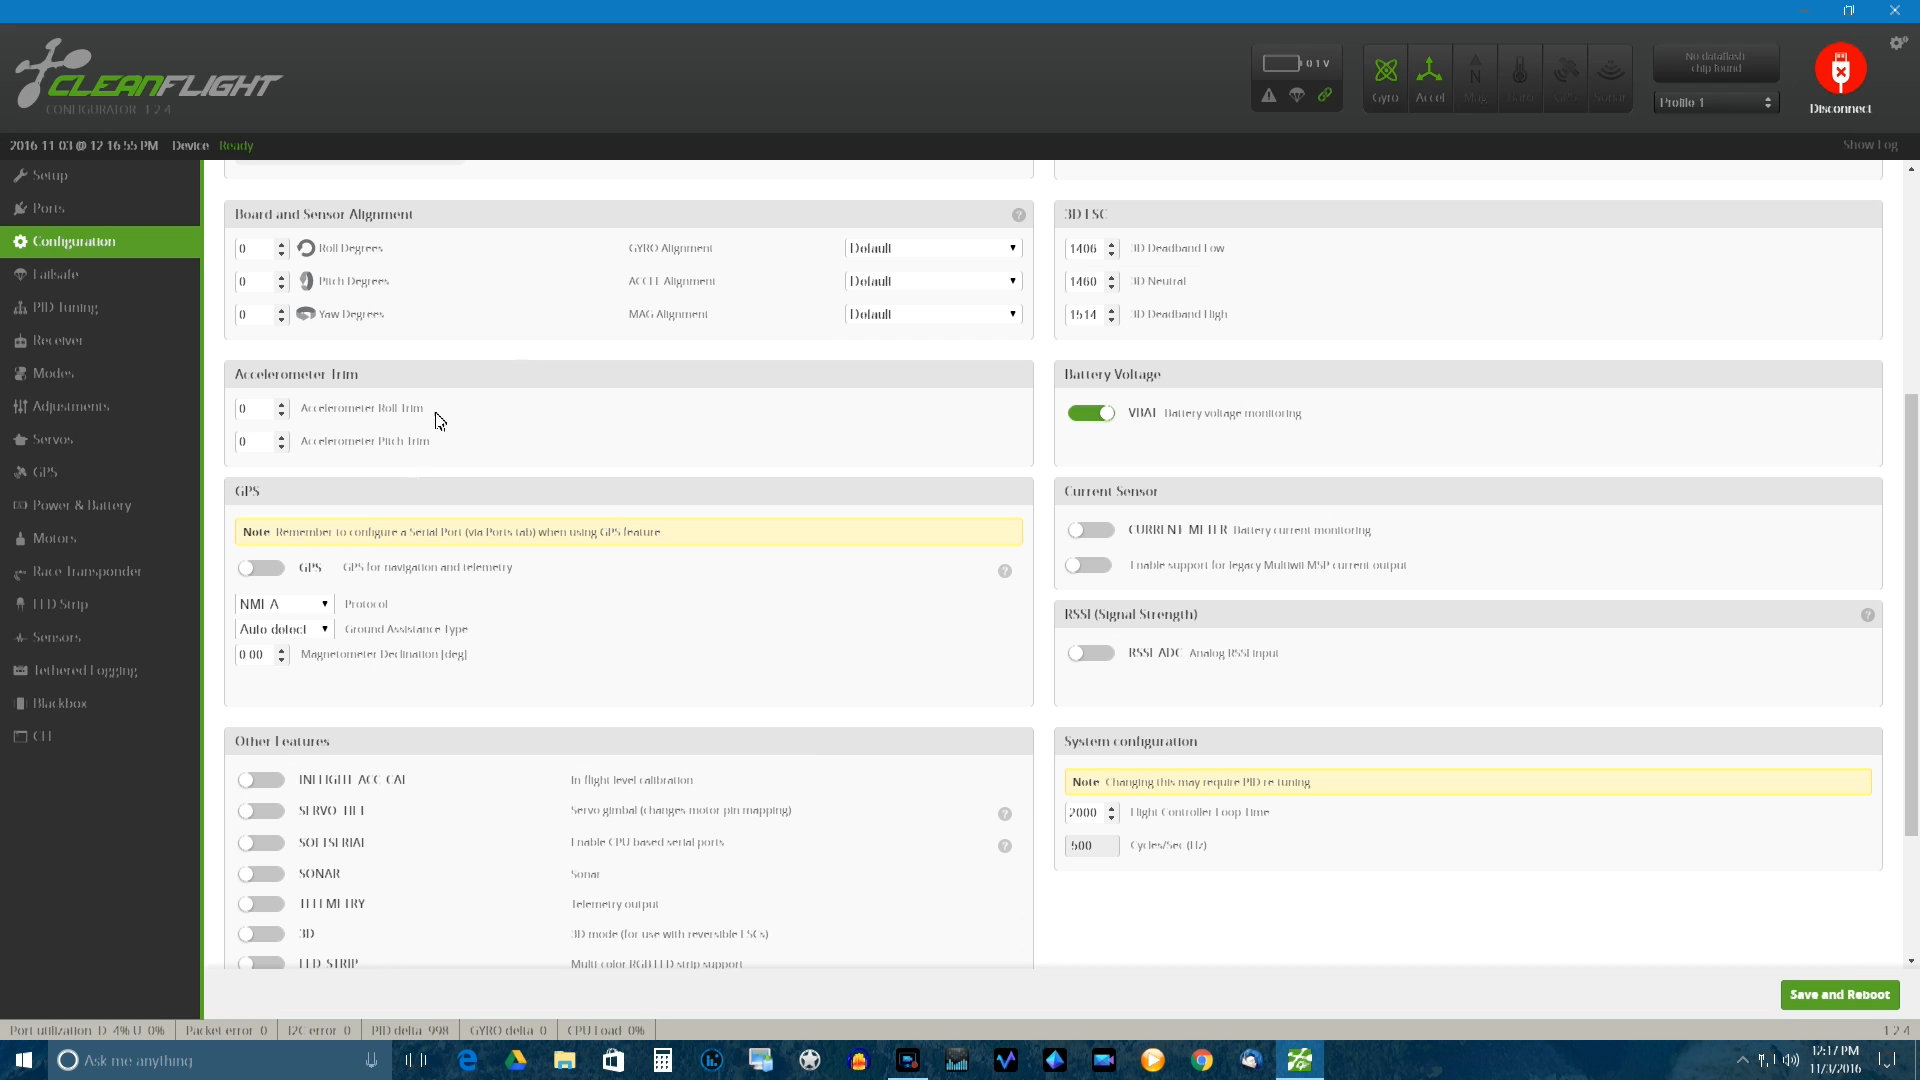 CLEANFLIGHT
CONFIGURATOR 1.2.4
0.1 V
Gyro
Accel
Mag
Baro
GPS
Sonar
No dataflash
chip found
Profile 1
Disconnect
2016-11-03 @ 12:16:55 PM Device - Ready
Show Log
Setup
Ports
Configuration
Failsafe
PID Tuning
Receiver
Modes
Adjustments
Servos
GPS
Power & Battery
Motors
Race Transponder
LED Strip
Sensors
Tethered Logging
Blackbox
CLI
Board and Sensor Alignment
0 Roll Degrees GYRO Alignment Default
0 Pitch Degrees ACCEL Alignment Default
0 Yaw Degrees MAG Alignment Default
3D ESC
1406 3D Deadband Low
1460 3D Neutral
1514 3D Deadband High
Accelerometer Trim
0 Accelerometer Roll Trim
0 Accelerometer Pitch Trim
Battery Voltage
VBAT Battery voltage monitoring
GPS
Note: Remember to configure a Serial Port (via Ports tab) when using GPS feature.
GPS GPS for navigation and telemetry
NMEA Protocol
Auto-detect Ground Assistance Type
0.00 Magnetometer Declination [deg]
Current Sensor
CURRENT_METER Battery current monitoring
Enable support for legacy Multiwii MSP current output
RSSI (Signal Strength)
RSSI_ADC Analog RSSI input
Other Features
INFLIGHT_ACC_CAL In-flight level calibration
SERVO_TILT Servo gimbal (changes motor pin mapping)
SOFTSERIAL Enable CPU based serial ports
SONAR Sonar
TELEMETRY Telemetry output
3D 3D mode (for use with reversible ESCs)
LED_STRIP Multi-color RGB LED strip support
System configuration
Note: Changing this may require PID re-tuning.
2000 Flight Controller Loop Time
500 Cycles/Sec (Hz)
Save and Reboot
Port utilization: D: 4% U: 0% Packet error: 0 I2C error: 0 PID delta: 998 GYRO delta: 0 CPU Load: 0%
1.2.4
Ask me anything
12:17 PM
11/3/2016